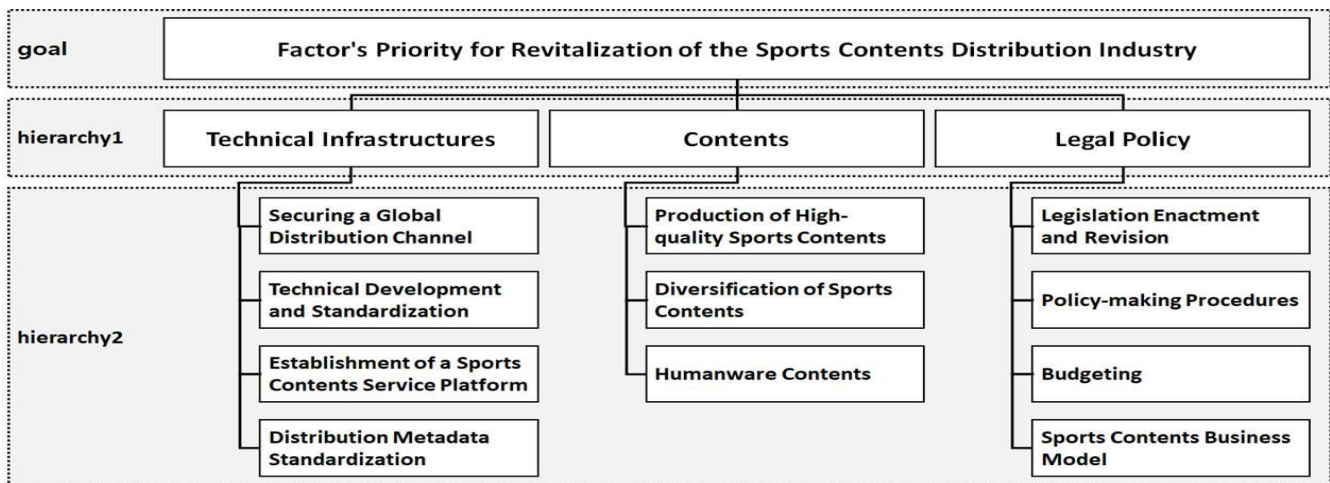 goal
Factor's Priority for Revitalization of the Sports Contents Distribution Industry
hierarchy1
Technical Infrastructures
Contents
Legal Policy
hierarchy2
Securing a Global
Distribution Channel
Technical Development
and Standardization
Establishment of a Sports
Contents Service Platform
Distribution Metadata
Standardization
Production of High-
quality Sports Contents
Diversification of Sports
Contents
Humanware Contents
Legislation Enactment
and Revision
Policy-making Procedures
Budgeting
Sports Contents Business
Model